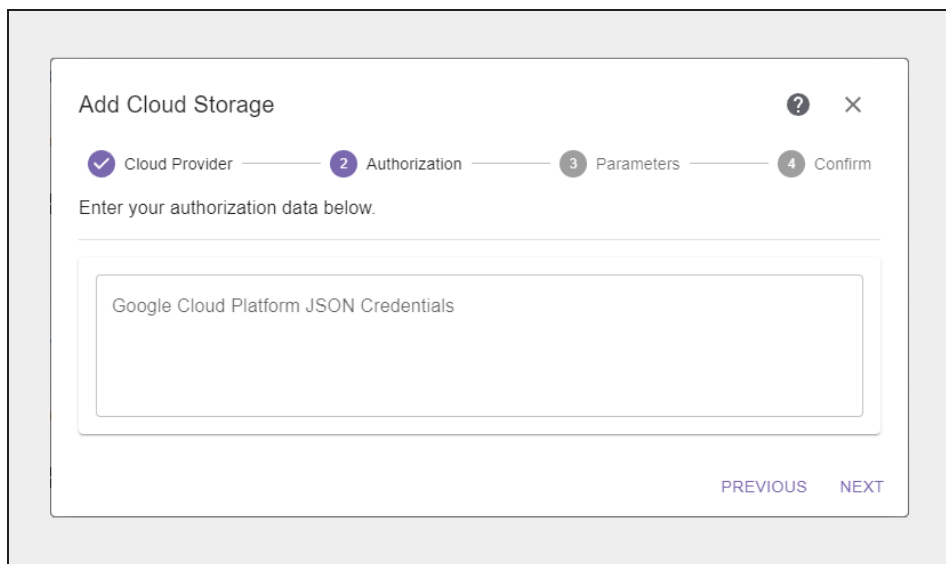 Add Cloud Storage
Cloud Provider 2 Authorization 3 Parameters 4 Confirm
Enter your authorization data below.
Google Cloud Platform JSON Credentials
PREVIOUS NEXT